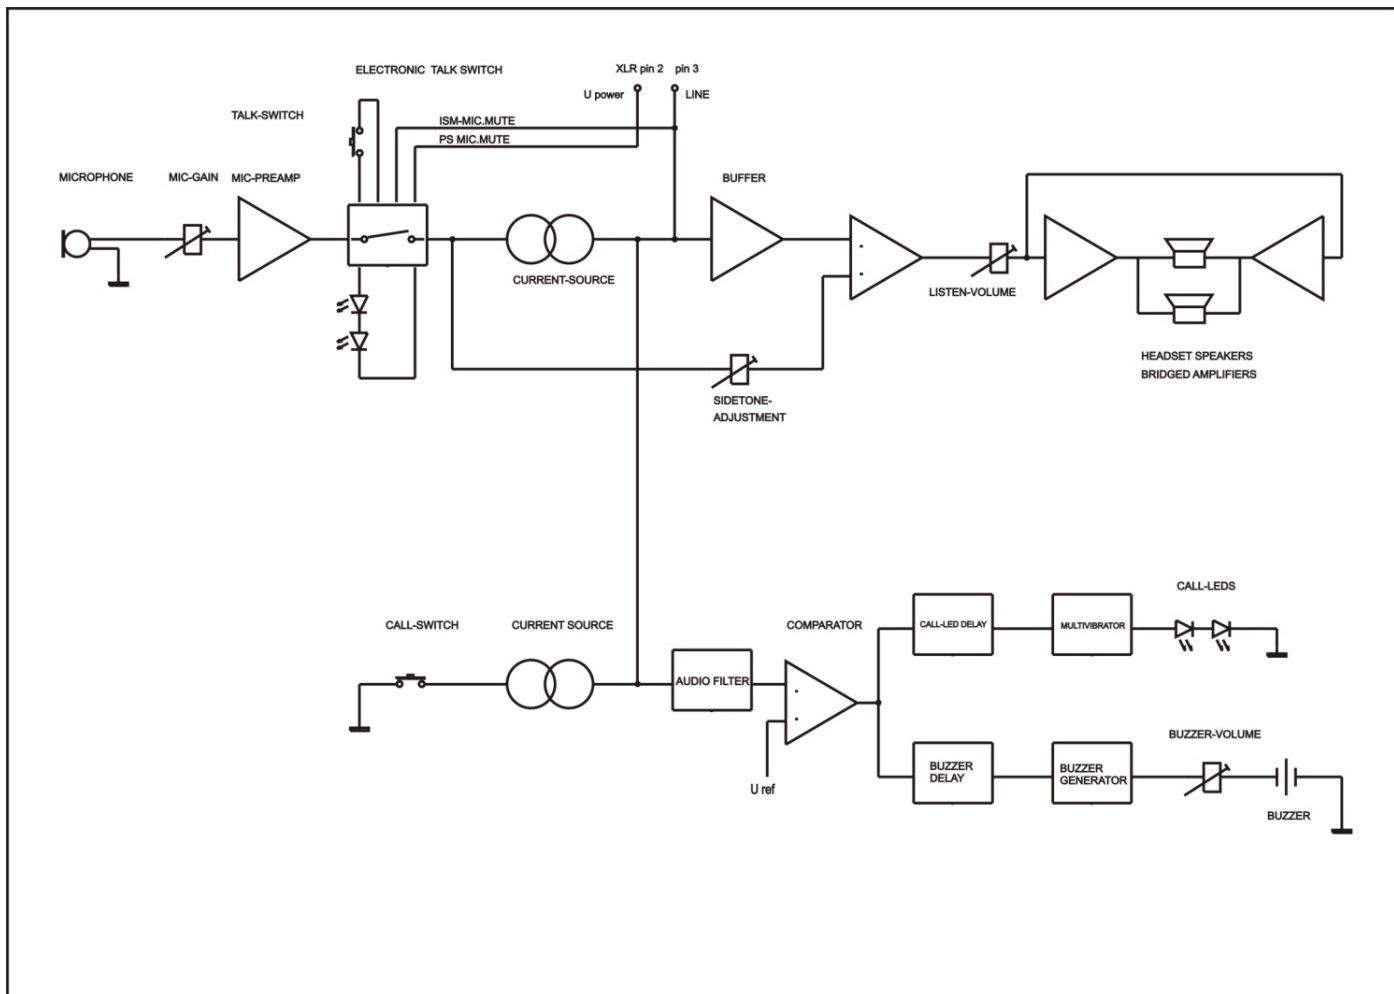 ELECTRONIC TALK SWITCH
XLR pin 2 pin 3
U power
LINE
TALK-SWITCH
ISM-MIC.MUTE
PS MIC.MUTE
MICROPHONE
MIC-GAIN
MIC-PREAMP
BUFFER
CURRENT-SOURCE
LISTEN-VOLUME
HEADSET SPEAKERS
BRIDGED AMPLIFIERS
SIDETONE-
ADJUSTMENT
CALL-SWITCH
CURRENT SOURCE
COMPARATOR
CALL-LED DELAY
MULTIVIBRATOR
CALL-LEDS
AUDIO FILTER
U ref
BUZZER
DELAY
BUZZER
GENERATOR
BUZZER-VOLUME
BUZZER